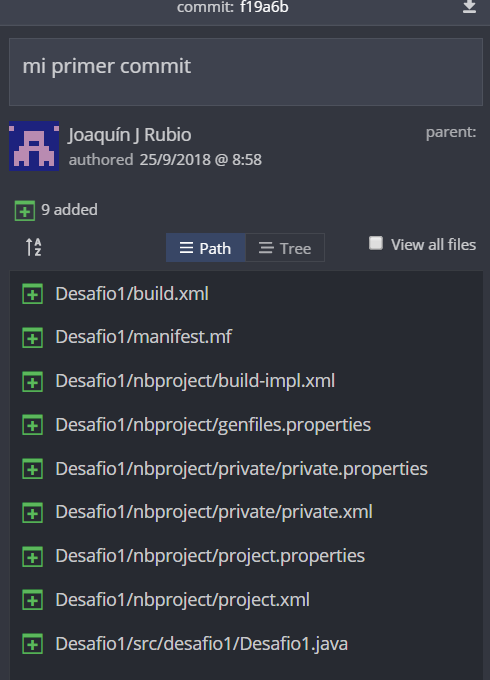 commit: f19a6b
mi primer commit
Joaquín J Rubio
parent:
authored 25/9/2018 @ 8:58
9 added
A Z
Path
Tree
View all files
Desafio1/build.xml
Desafio1/manifest.mf
Desafio1/nbproject/build-impl.xml
Desafio1/nbproject/genfiles.properties
Desafio1/nbproject/private/private.properties
Desafio1/nbproject/private/private.xml
Desafio1/nbproject/project.properties
Desafio1/nbproject/project.xml
Desafio1/src/desafio1/Desafio1.java